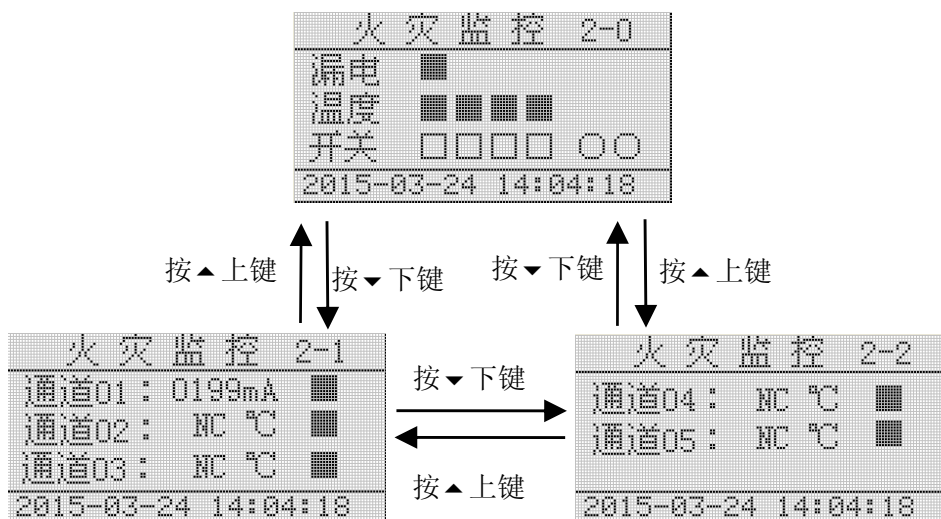 火灾监控 2-0
漏电 ■
温度 ■■■■
开关 □□□□ ○○
2015-03-24 14:04:18
按▲上键
按▼下键
按▼下键
按▲上键
火灾监控 2-1
通道01： 0199mA ■
通道02： NC ℃ ■
通道03： NC ℃ ■
2015-03-24 14:04:18
按▼下键
按▲上键
火灾监控 2-2
通道04： NC ℃ ■
通道05： NC ℃ ■
2015-03-24 14:04:18